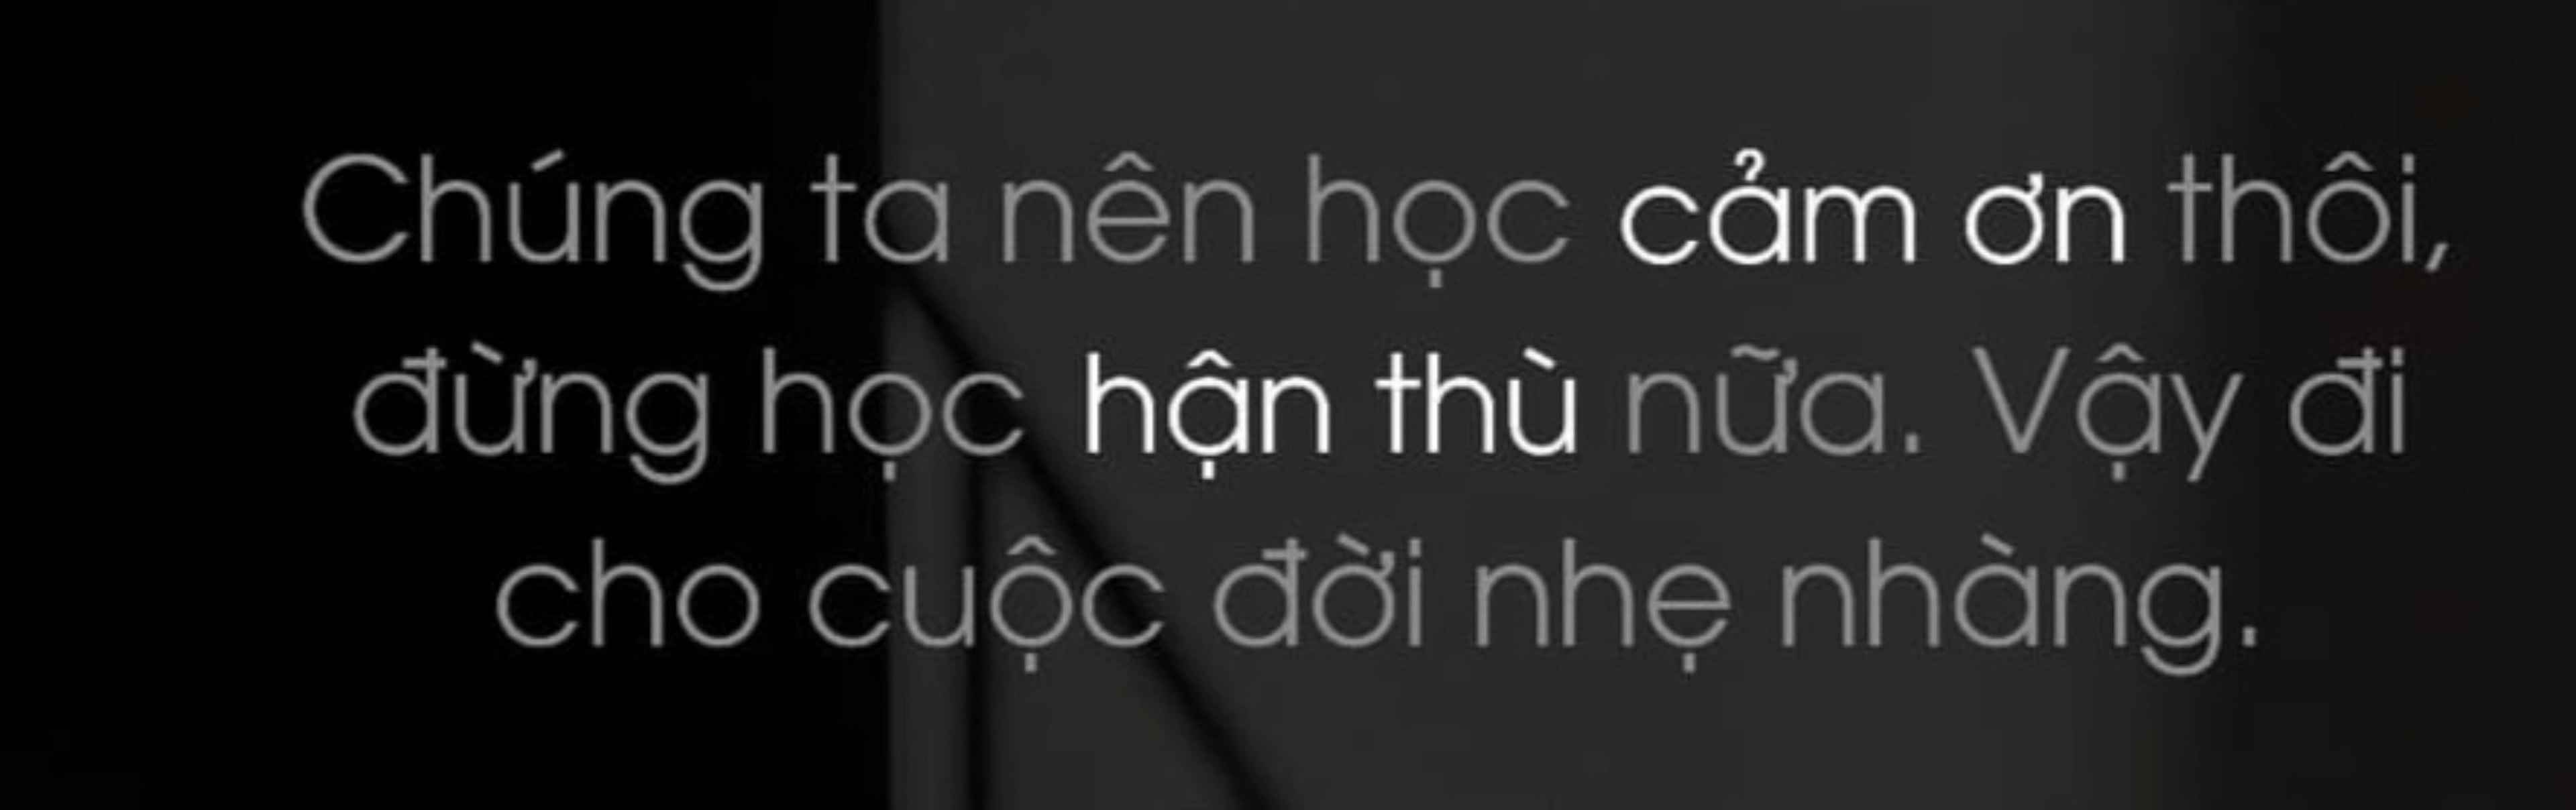 Chúng ta nên học cảm ơn thôi,
đừng học hận thù nữa. Vậy đi
cho cuộc đời nhẹ nhàng.